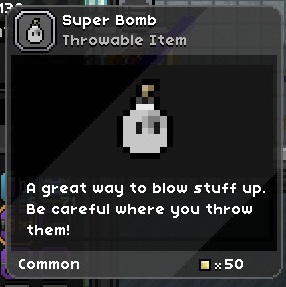 Super Bomb
Throwable Item
A great way to blow stuff up.
Be careful where you throw
them!
Common
x50